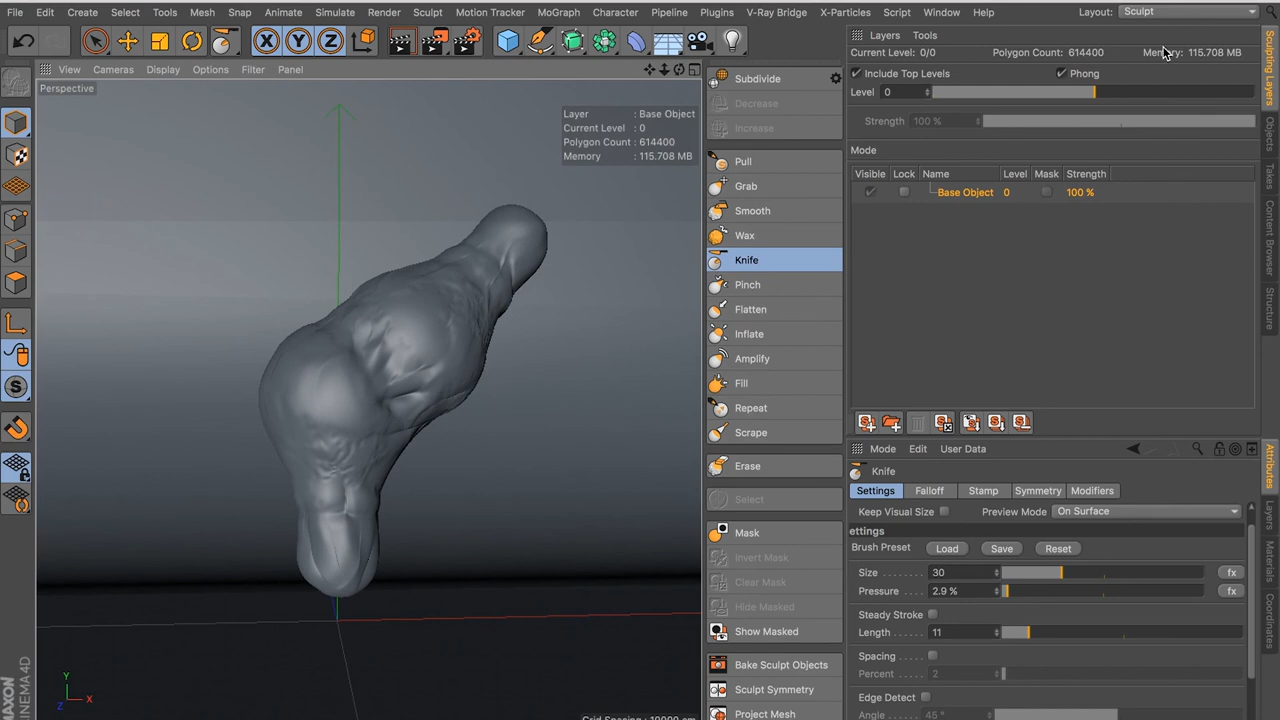 File Edit Create Select Tools Mesh Snap Animate Simulate Render Sculpt Motion Tracker MoGraph Character Pipeline Plugins V-Ray Bridge X-Particles Script Window Help Layout: Sculpt
View Cameras Display Options Filter Panel
Perspective
Layer : Base Object
Current Level : 0
Polygon Count : 614400
Memory : 115.708 MB
X Y Z
Y
X
Z
MAXON
CINEMA4D
Subdivide
Decrease
Increase
Pull
Grab
Smooth
Wax
Knife
Pinch
Flatten
Inflate
Amplify
Fill
Repeat
Scrape
Erase
Select
Mask
Invert Mask
Clear Mask
Hide Masked
Show Masked
Bake Sculpt Objects
Sculpt Symmetry
Project Mesh
Layers Tools
Current Level: 0/0 Polygon Count: 614400 Memory: 115.708 MB
Include Top Levels Phong
Level 0
Strength 100 %
Mode
Visible Lock Name Level Mask Strength
Base Object 0 100 %
Mode Edit User Data
Knife
Settings Falloff Stamp Symmetry Modifiers
Keep Visual Size Preview Mode On Surface
ettings
Brush Preset Load Save Reset
Size 30 fx
Pressure 2.9 % fx
Steady Stroke
Length 11
Spacing
Percent 2
Edge Detect
Angle 45 °
Sculpting Layers
Objects
Takes
Content Browser
Structure
Attributes
Layers
Materials
Coordinates